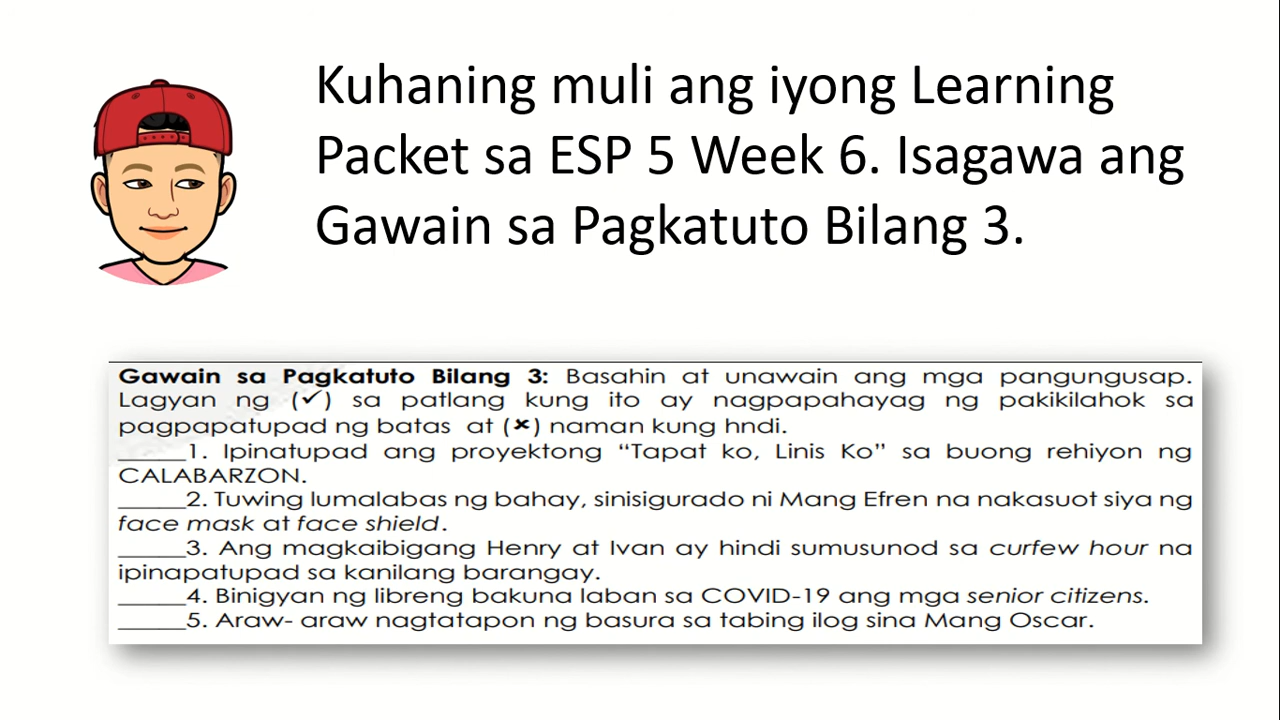 Kuhaning muli ang iyong Learning
Packet sa ESP 5 Week 6. Isagawa ang
Gawain sa Pagkatuto Bilang 3.
Gawain sa Pagkatuto Bilang 3: Basahin at unawain ang mga pangungusap.
Lagyan ng (✓) sa patlang kung ito ay nagpapahayag ng pakikilahok sa
pagpapatupad ng batas at (×) naman kung hndi.
_____1. Ipinatupad ang proyektong “Tapat ko, Linis Ko” sa buong rehiyon ng
CALABARZON.
_____2. Tuwing lumalabas ng bahay, sinisigurado ni Mang Efren na nakasuot siya ng
face mask at face shield.
_____3. Ang magkaibigang Henry at Ivan ay hindi sumusunod sa curfew hour na
ipinapatupad sa kanilang barangay.
_____4. Binigyan ng libreng bakuna laban sa COVID-19 ang mga senior citizens.
_____5. Araw- araw nagtatapon ng basura sa tabing ilog sina Mang Oscar.